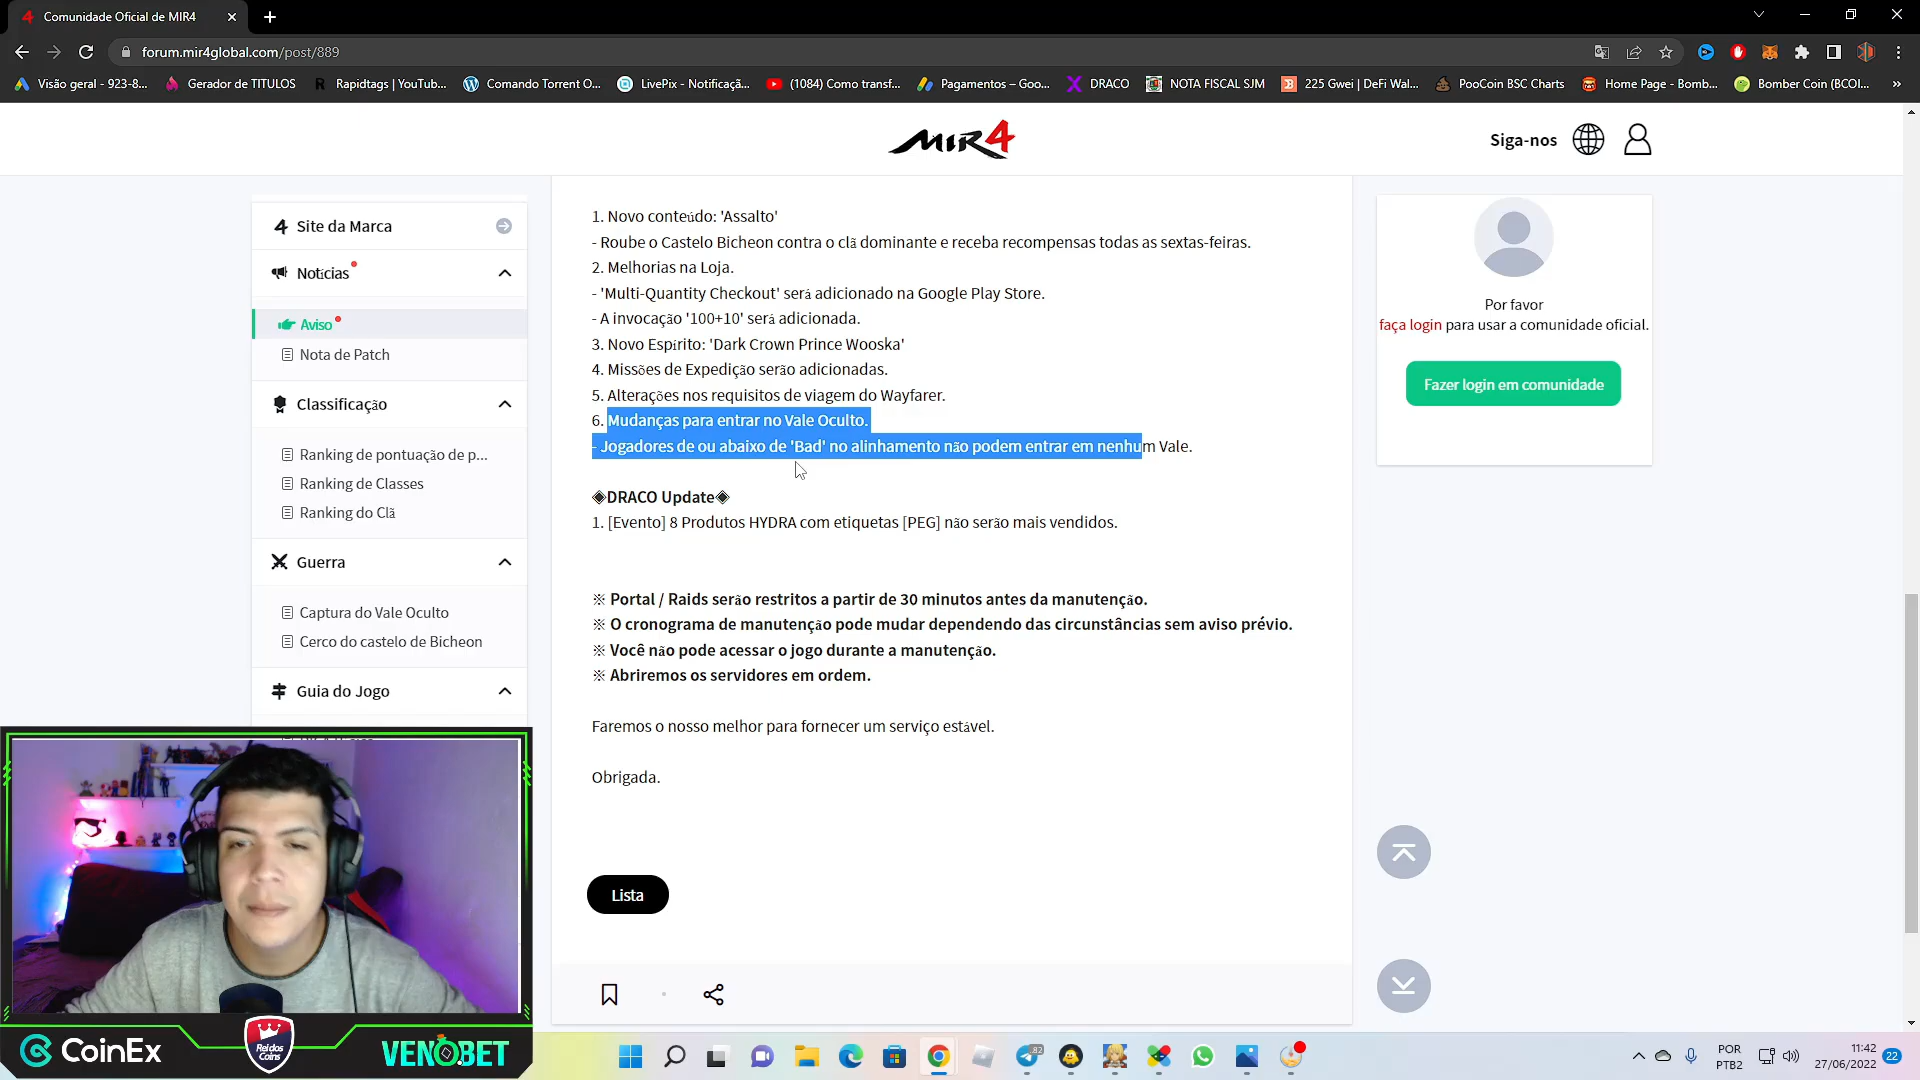 Comunidade Oficial de MIR4
forum.mir4global.com/post/889
Visão geral - 923-8...
Gerador de TITULOS
Rapidtags | YouTub...
Comando Torrent O...
LivePix - Notificaçã...
(1084) Como transf...
Pagamentos – Goo...
DRACO
NOTA FISCAL SJM
225 Gwei | DeFi Wal...
PooCoin BSC Charts
Home Page - Bomb...
Bomber Coin (BCOI...
MIR4
Siga-nos
Site da Marca
Notícias
Aviso
Nota de Patch
Classificação
Ranking de pontuação de p...
Ranking de Classes
Ranking do Clã
Guerra
Captura do Vale Oculto
Cerco do castelo de Bicheon
Guia do Jogo
1. Novo conteúdo: 'Assalto'
- Roube o Castelo Bicheon contra o clã dominante e receba recompensas todas as sextas-feiras.
2. Melhorias na Loja.
- 'Multi-Quantity Checkout' será adicionado na Google Play Store.
- A invocação '100+10' será adicionada.
3. Novo Espírito: 'Dark Crown Prince Wooska'
4. Missões de Expedição serão adicionadas.
5. Alterações nos requisitos de viagem do Wayfarer.
6. Mudanças para entrar no Vale Oculto.
- Jogadores de ou abaixo de 'Bad' no alinhamento não podem entrar em nenhum Vale.
◈DRACO Update◈
1. [Evento] 8 Produtos HYDRA com etiquetas [PEG] não serão mais vendidos.
※ Portal / Raids serão restritos a partir de 30 minutos antes da manutenção.
※ O cronograma de manutenção pode mudar dependendo das circunstâncias sem aviso prévio.
※ Você não pode acessar o jogo durante a manutenção.
※ Abriremos os servidores em ordem.
Faremos o nosso melhor para fornecer um serviço estável.
Obrigada.
Lista
Por favor
faça login para usar a comunidade oficial.
Fazer login em comunidade
CoinEx
Rei dos Coins
VENOBET
82
POR
PTB2
11:42
27/06/2022
22